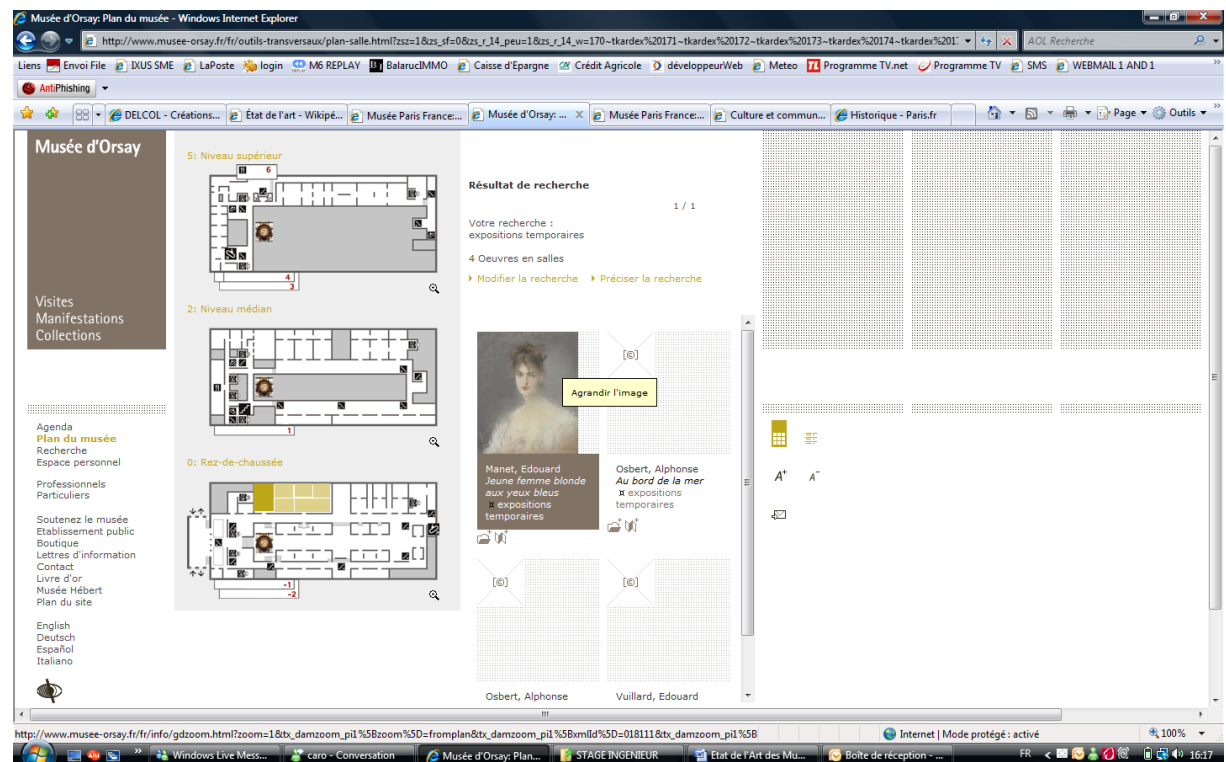 Musée d'Orsay: Plan du musée - Windows Internet Explorer
http://www.musee-orsay.fr/fr/outils-transversaux/plan-salle.html?zsz=1&zs_sf=0&zs_r_14_peu=1&zs_r_14_w=170~tkardex%20171~tkardex%20172~tkardex%20173~tkardex%20174~tkardex%201
AOL Recherche
Liens Envoi File IXUS SME LaPoste login M6 REPLAY BalarucIMMO Caisse d'Epargne Crédit Agricole développeurWeb Meteo Programme TV.net Programme TV SMS WEBMAIL 1 AND 1
AntiPhishing
DELCOL - Créations... État de l'art - Wikipé... Musée Paris France:... Musée d'Orsay: ... X Musée Paris France:... Culture et commun... Historique - Paris.fr Page Outils
Musée d'Orsay
Visites
Manifestations
Collections
Agenda
Plan du musée
Recherche
Espace personnel
Professionnels
Particuliers
Soutenez le musée
Etablissement public
Boutique
Lettres d'information
Contact
Livre d'or
Musée Hébert
Plan du site
English
Deutsch
Español
Italiano
5: Niveau supérieur
6
4
3
2: Niveau médian
1
0: Rez-de-chaussée
-1
-2
Résultat de recherche
1 / 1
Votre recherche :
expositions temporaires
4 Oeuvres en salles
Modifier la recherche Préciser la recherche
[©]
Agrandir l'image
Manet, Edouard
Jeune femme blonde
aux yeux bleus
¤ expositions
temporaires
Osbert, Alphonse
Au bord de la mer
¤ expositions
temporaires
[©]
[©]
Osbert, Alphonse
Vuillard, Edouard
A+ A-
http://www.musee-orsay.fr/fr/info/gdzoom.html?zoom=1&tx_damzoom_pi1%5Bzoom%5D=fromplan&tx_damzoom_pi1%5BxmlId%5D=018111&tx_damzoom_pi1%5B
Internet | Mode protégé : activé
100%
Windows Live Mess... caro - Conversation Musée d'Orsay: Plan... STAGE INGENIEUR Etat de l'Art des Mu... Boîte de réception - ... FR 16:17